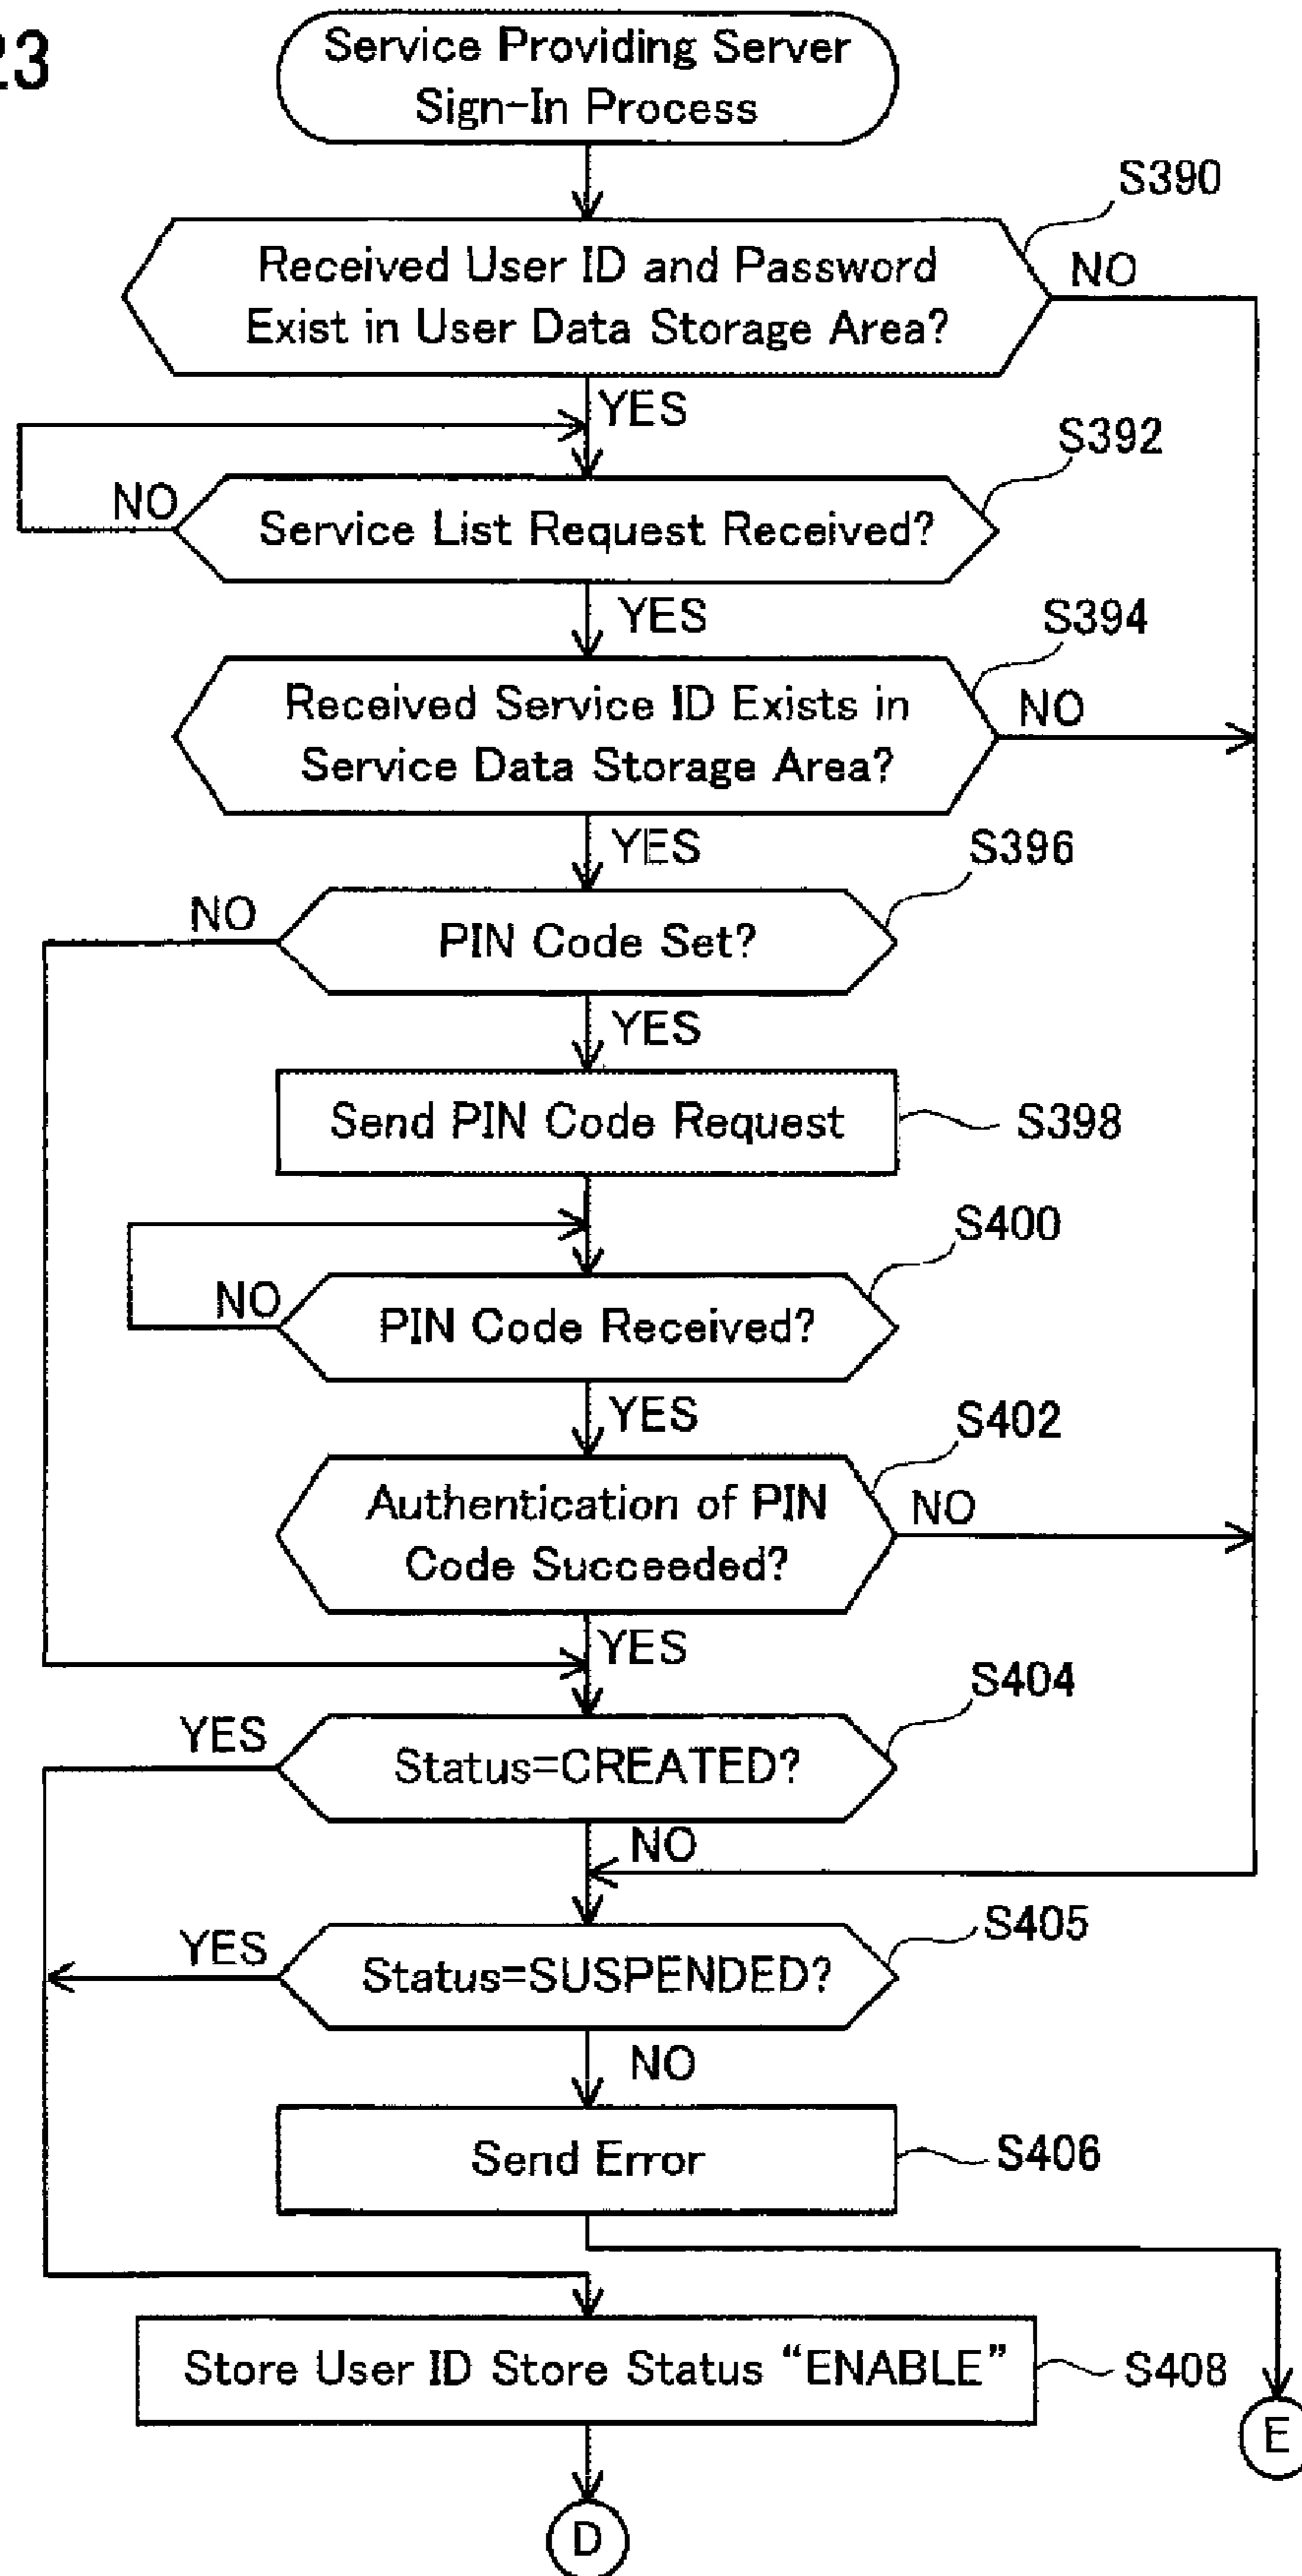 23
Service Providing Server
Sign-In Process
S390
Received User ID and Password
Exist in User Data Storage Area?
NO
YES
S392
NO
Service List Request Received?
YES
S394
Received Service ID Exists in
Service Data Storage Area?
NO
YES
S396
NO
PIN Code Set?
YES
Send PIN Code Request
S398
S400
NO
PIN Code Received?
YES
S402
Authentication of PIN
Code Succeeded?
NO
YES
S404
YES
Status=CREATED?
NO
S405
YES
Status=SUSPENDED?
NO
Send Error
S406
Store User ID Store Status “ENABLE”
S408
E
D